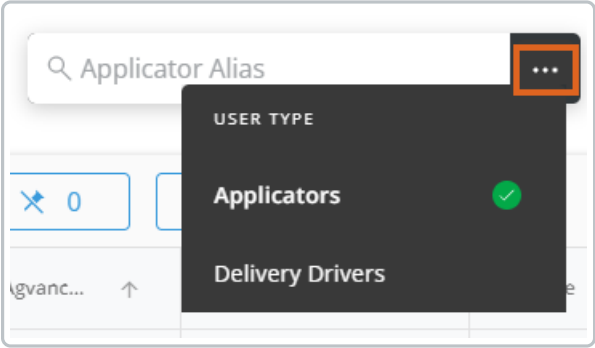 Applicator Alias
USER TYPE
Applicators
0
Delivery Drivers